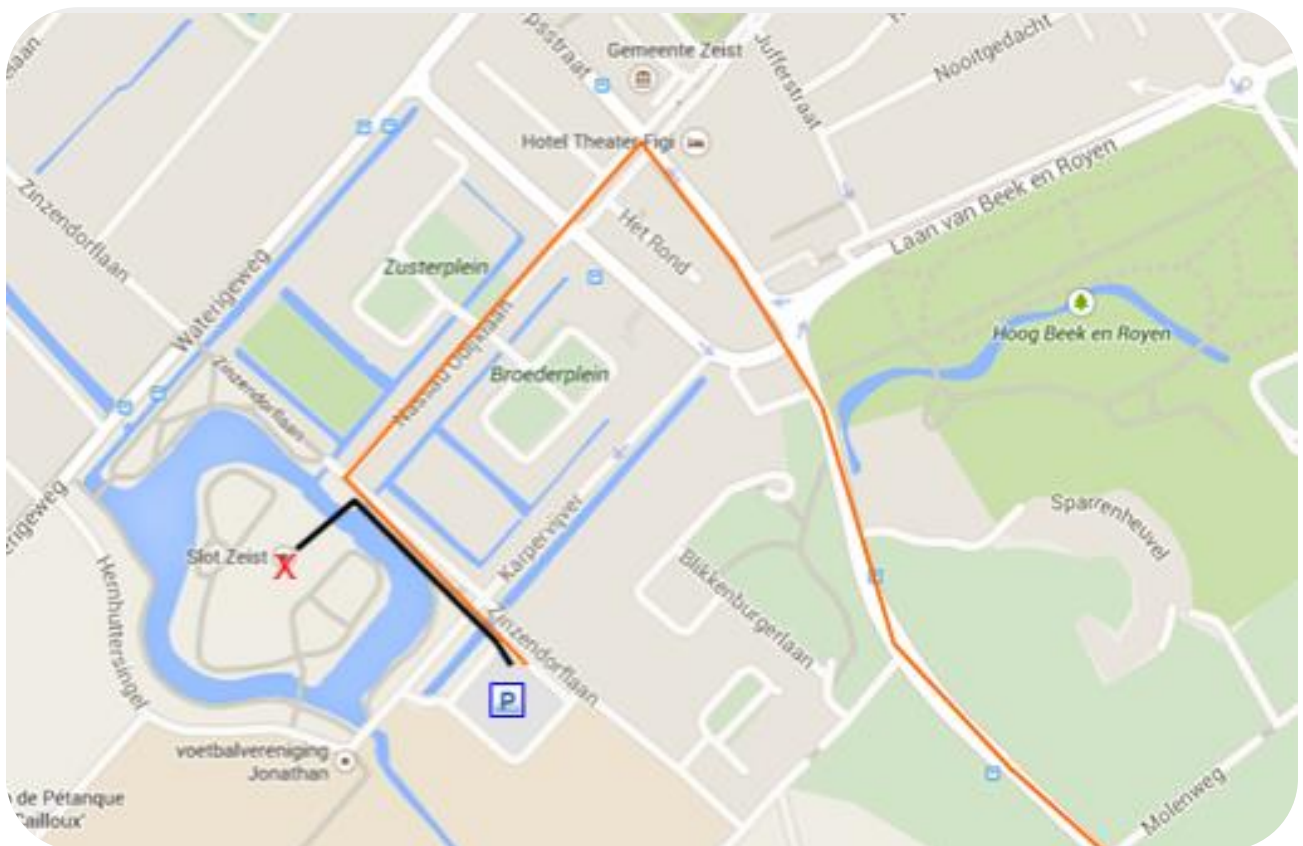 Gemeente Zeist
Jufferstraat
Nooitgedacht
Hotel Theater Figi
Laan van Beek en Royen
Zinzendorflaan
Het Rond
Zusterplein
Waterigeweg
Hoog Beek en Royen
Nassau Odijklaan
Broederplein
Zinzendorflaan
Sparrenheuvel
Karpervijver
Slot Zeist
X
Hernhuttersingel
Blikkenburgerlaan
Zinzendorflaan
P
voetbalvereniging
Jonathan
de Pétanque
Cailloux'
Molenweg